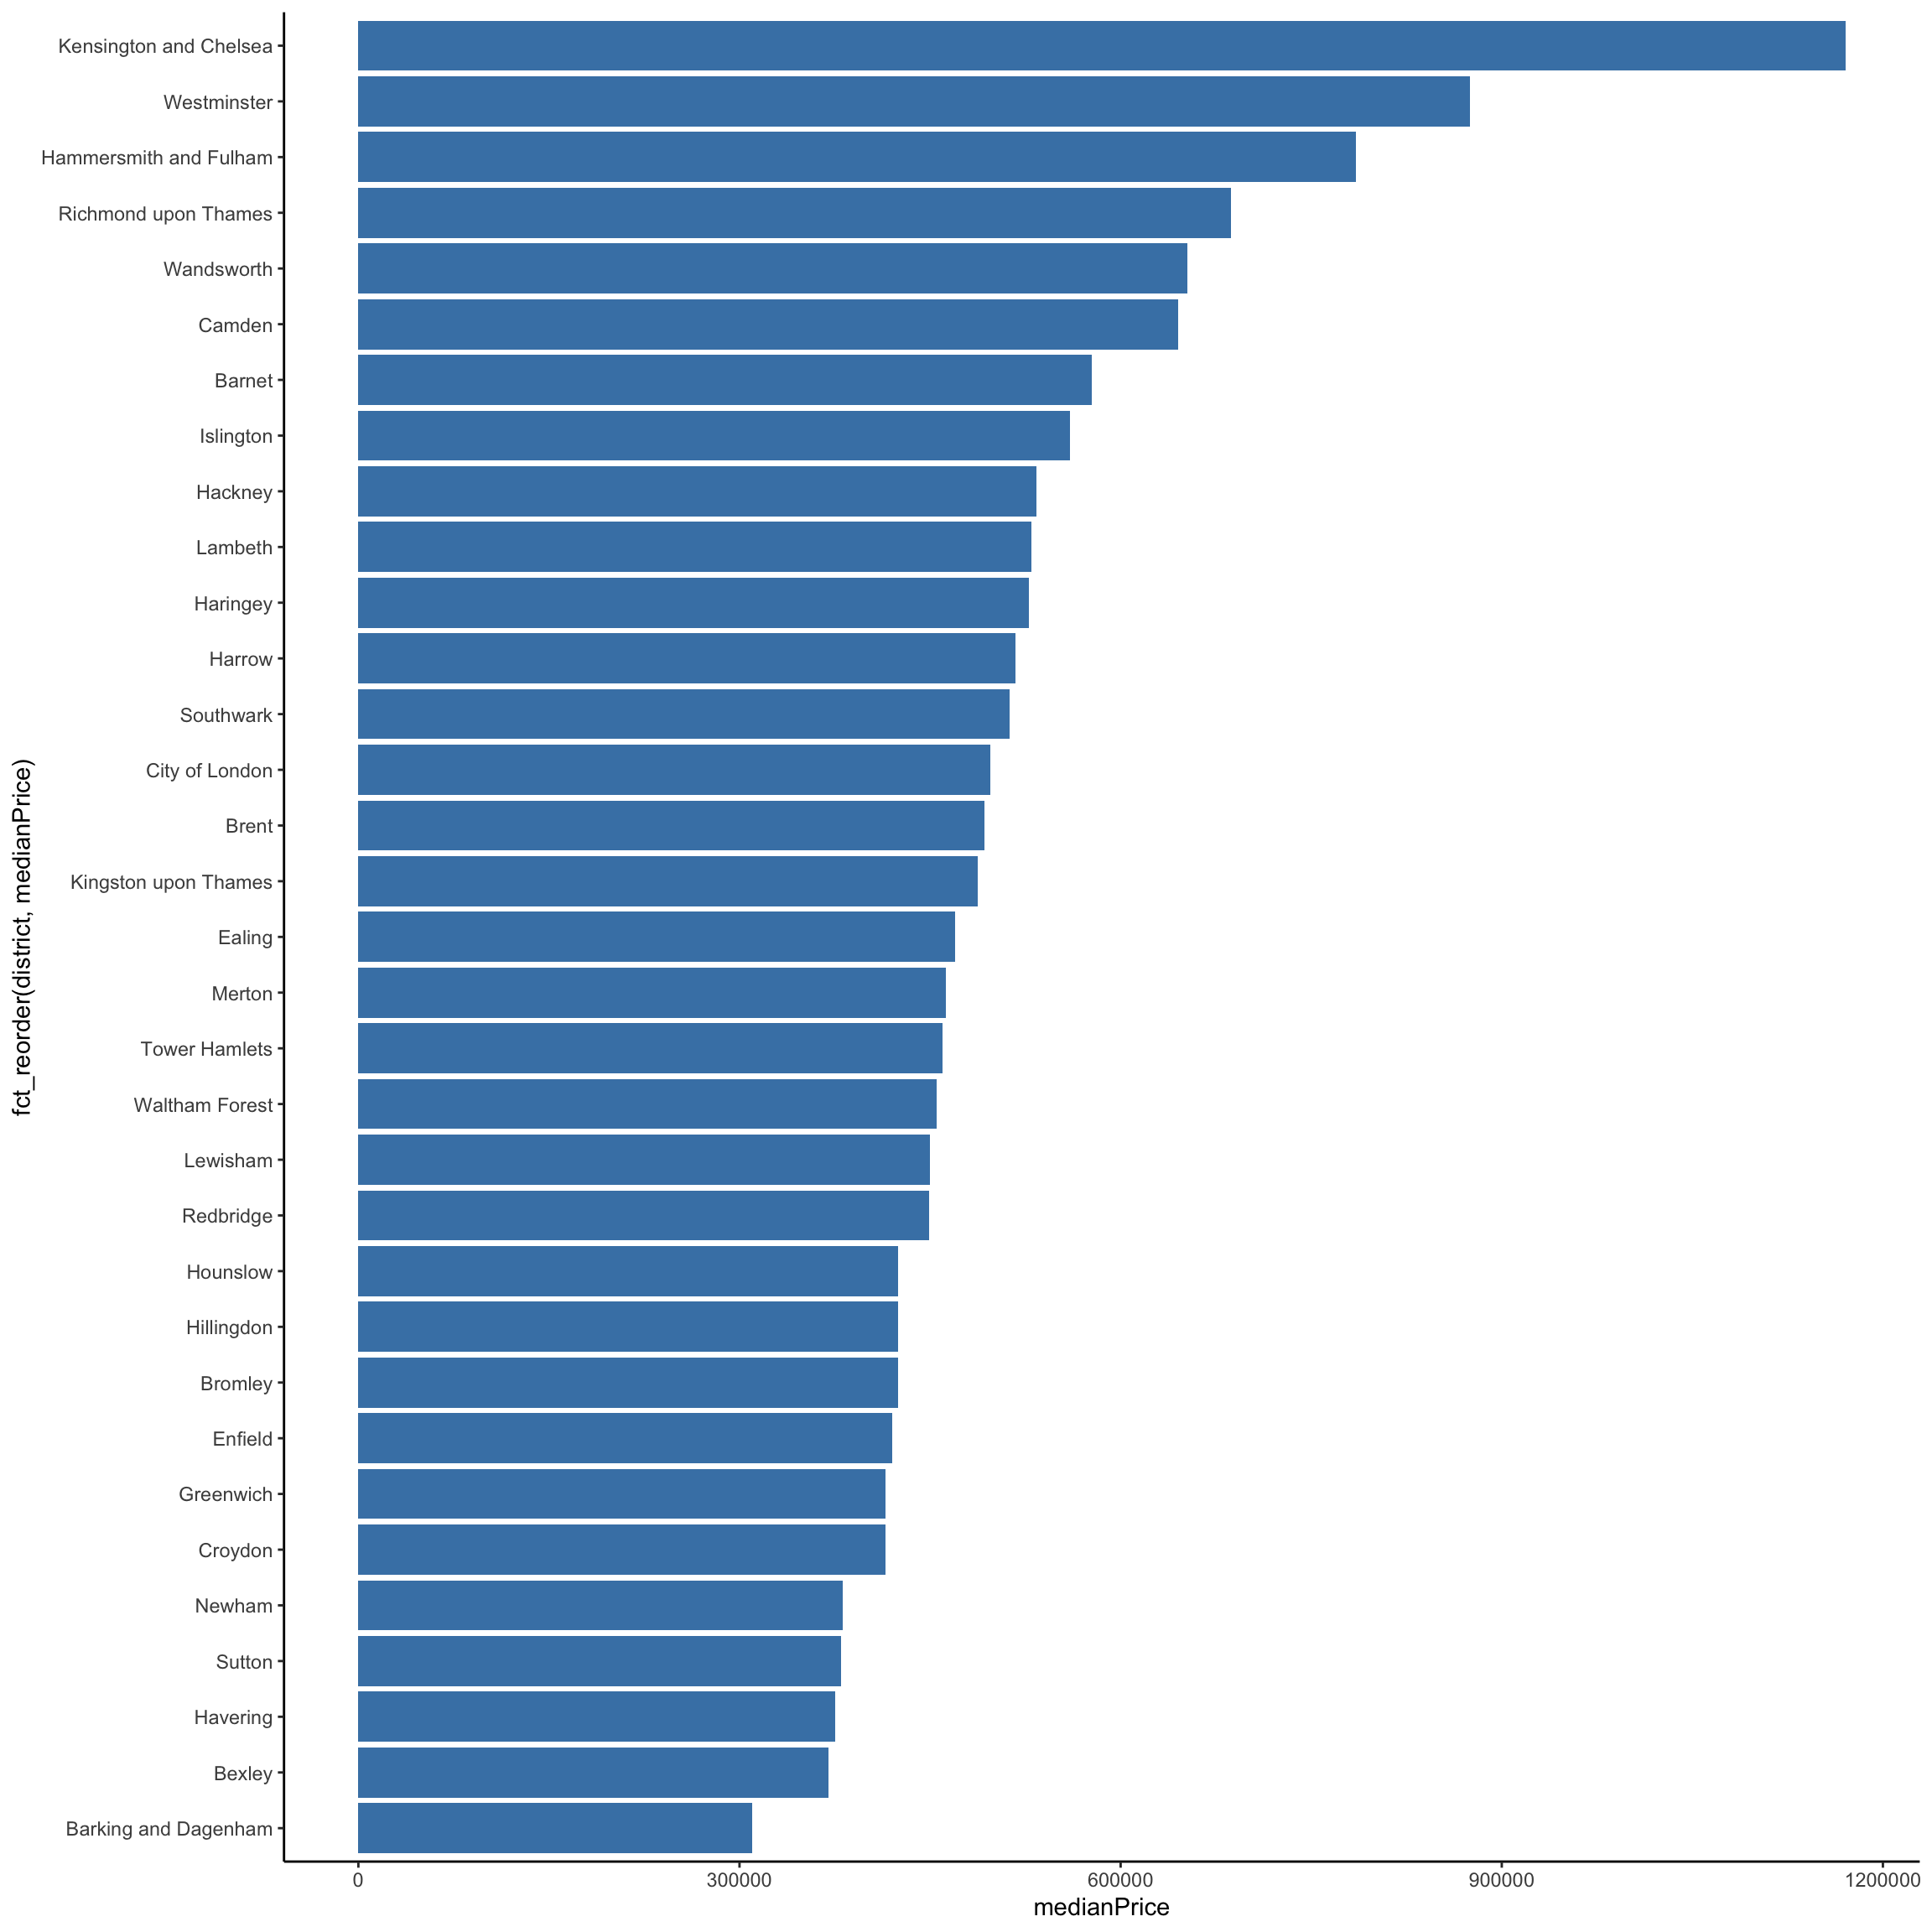 Kensington and Chelsea
Westminster
Hammersmith and Fulham
Richmond upon Thames
Wandsworth
Camden
Barnet
Islington
Hackney
Lambeth
Haringey
Harrow
Southwark
City of London
Brent
Kingston upon Thames
Ealing
Merton
Tower Hamlets
Waltham Forest
Lewisham
Redbridge
Hounslow
Hillingdon
Bromley
Enfield
Greenwich
Croydon
Newham
Sutton
Havering
Bexley
Barking and Dagenham
fct_reorder(district, medianPrice)
0 300000 600000 900000 1200000
medianPrice